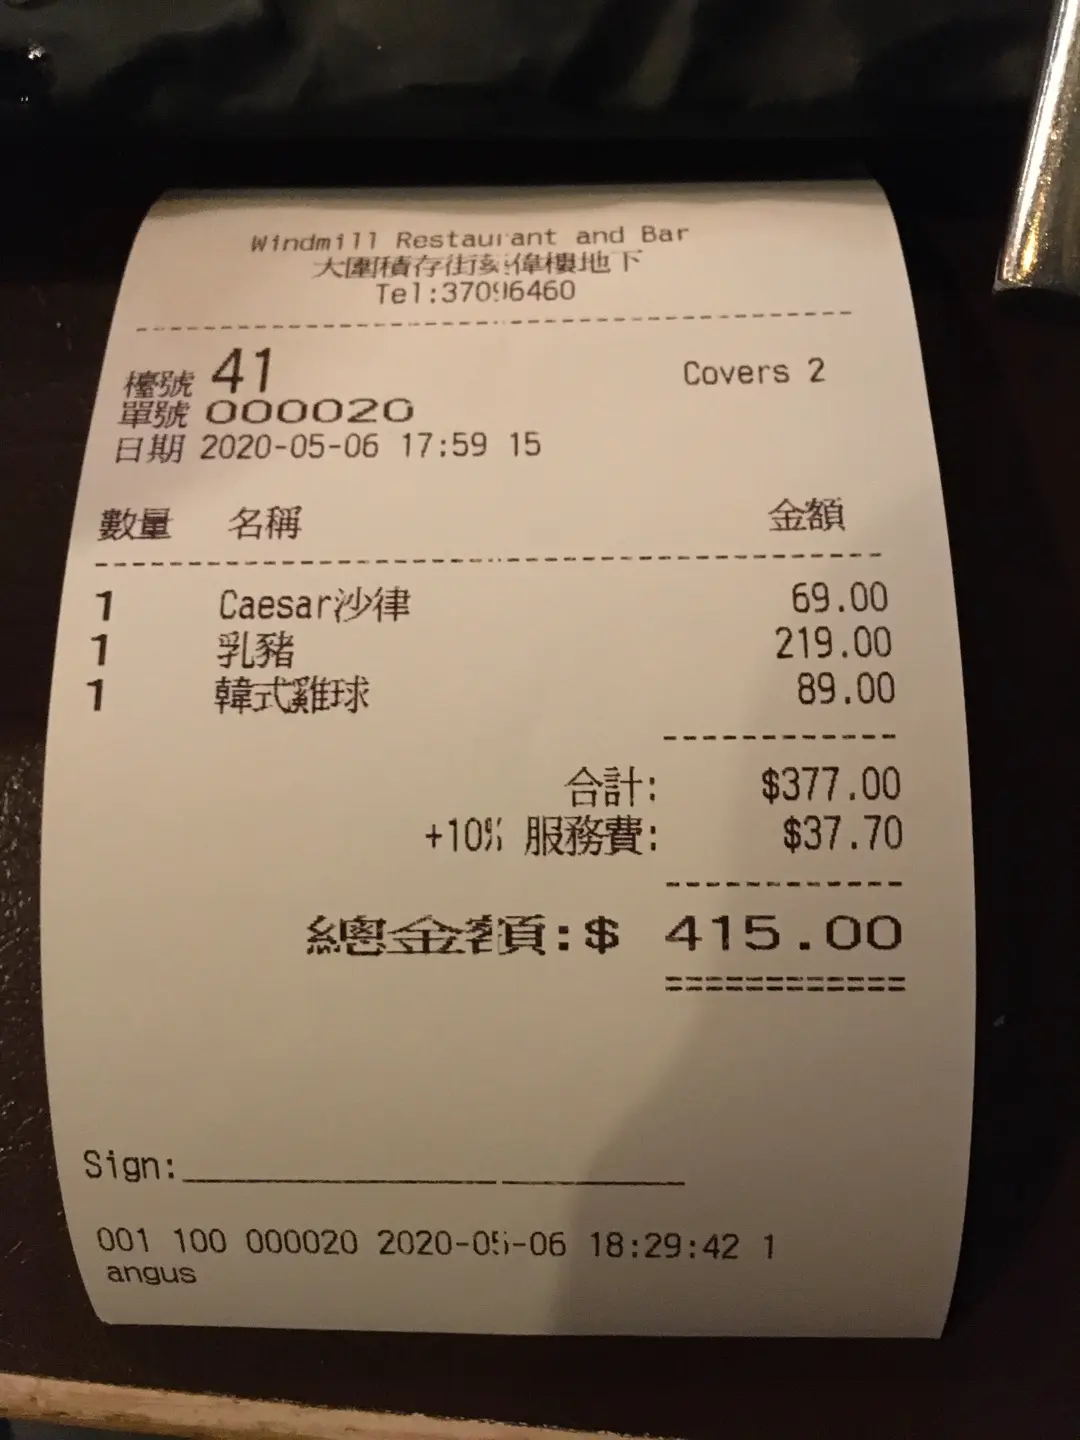 Windmill Restaurant and Bar
大圍積存街 偉樓地下
Tel:37096460
檯號 41 Covers 2
單號 000020
日期 2020-05-06 17:59 15
數量 名稱 金額
1 Caesar沙律 69.00
1 乳豬 219.00
1 韓式雞球 89.00
合計: $377.00
+10% 服務費: $37.70
總金額:$ 415.00
Sign:
001 100 000020 2020-05-06 18:29:42 1
angus